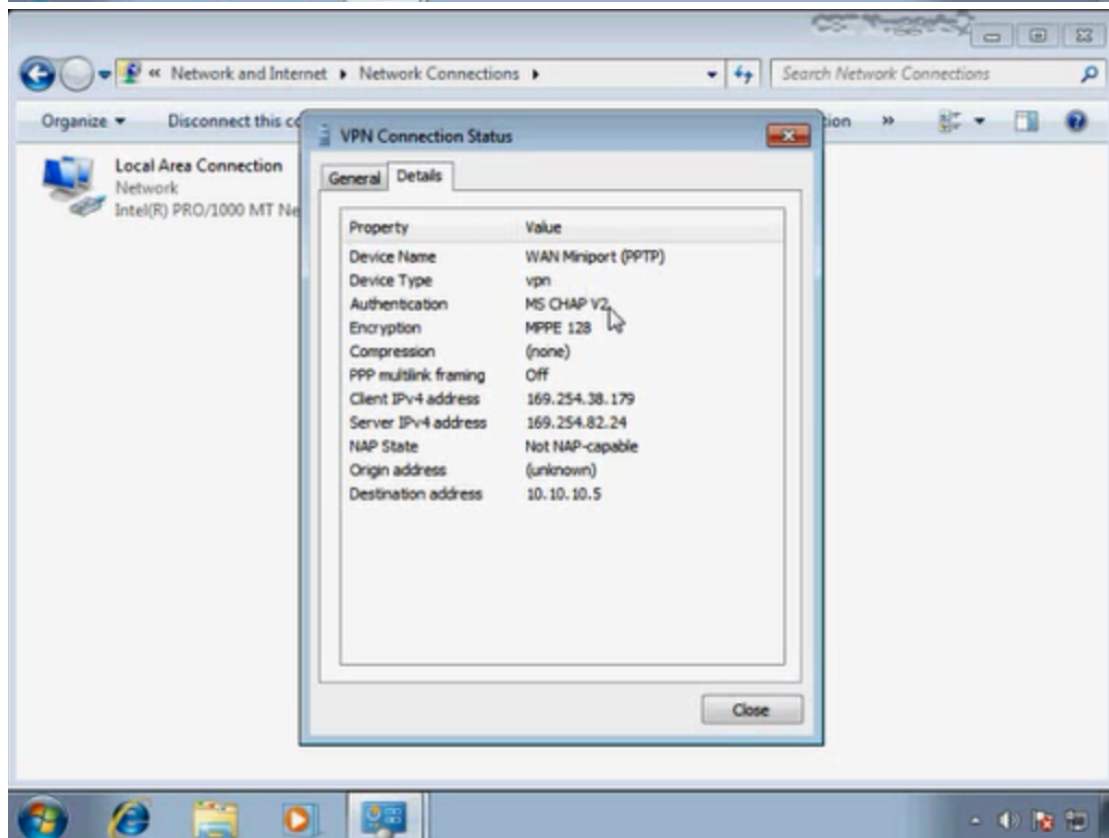 « Network and Internet ▸ Network Connections ▸
Search Network Connections
Organize
Disconnect this co
tion »
Local Area Connection
Network
Intel(R) PRO/1000 MT Ne
VPN Connection Status
General Details
Property Value
Device Name WAN Miniport (PPTP)
Device Type vpn
Authentication MS CHAP V2
Encryption MPPE 128
Compression (none)
PPP multilink framing Off
Client IPv4 address 169.254.38.179
Server IPv4 address 169.254.82.24
NAP State Not NAP-capable
Origin address (unknown)
Destination address 10.10.10.5
Close